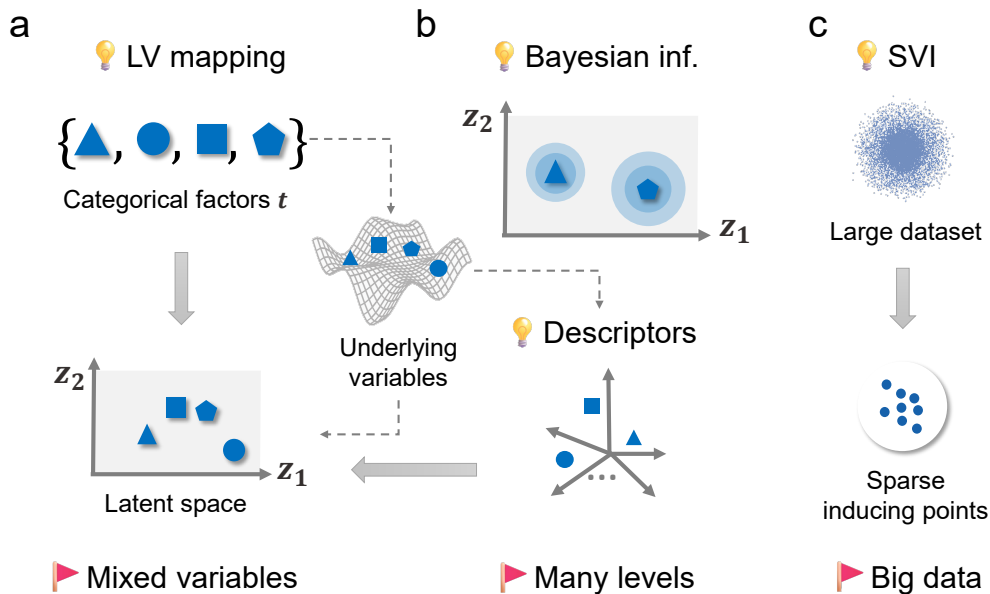 a
LV mapping
{ , , , }
Categorical factors t
Underlying
variables
z₂
z₁
Latent space
Mixed variables
b
Bayesian inf.
z₂
z₁
Descriptors
...
Many levels
c
SVI
Large dataset
Sparse
inducing points
Big data